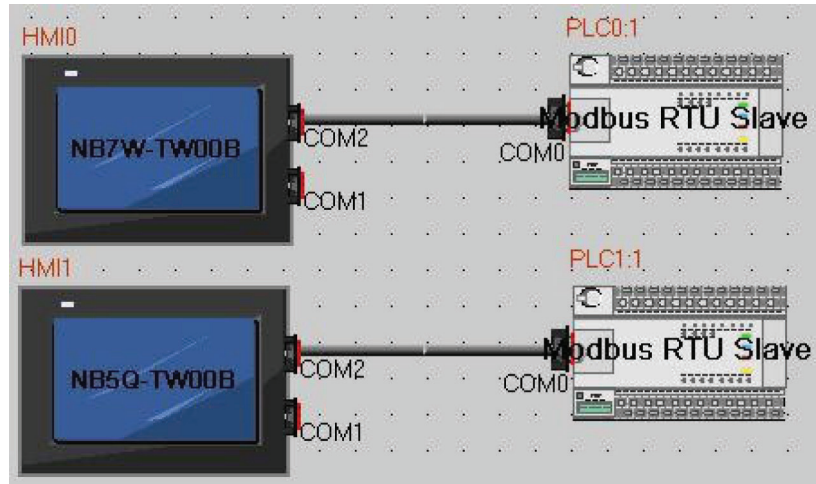 HMI0
PLC0:1
NB7W-TW00B
COM2
COM1
COM0
Modbus RTU Slave
HMI1
PLC1:1
NB5Q-TW00B
COM2
COM1
COM0
Modbus RTU Slave